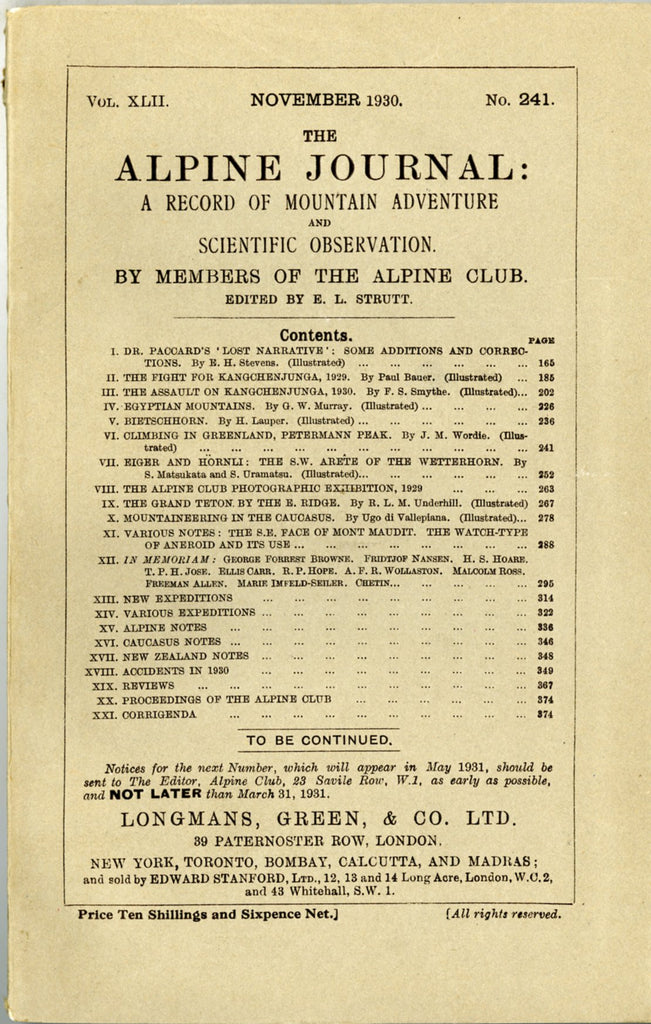 VOL. XLII. NOVEMBER 1930. No. 241.
THE
ALPINE JOURNAL:
A RECORD OF MOUNTAIN ADVENTURE
AND
SCIENTIFIC OBSERVATION.
BY MEMBERS OF THE ALPINE CLUB.
EDITED BY E. L. STRUTT.
Contents.
PAGE
I. DR. PACCARD'S 'LOST NARRATIVE': SOME ADDITIONS AND CORREC-
TIONS. By E. H. Stevens. (Illustrated) ... ... ... ... ... 165
II. THE FIGHT FOR KANGCHENJUNGA, 1929. By Paul Bauer. (Illustrated) ... 185
III. THE ASSAULT ON KANGCHENJUNGA, 1930. By F. S. Smythe. (Illustrated)... 202
IV. EGYPTIAN MOUNTAINS. By G. W. Murray. (Illustrated) ... ... ... ... 226
V. BIETSCHHORN. By H. Lauper. (Illustrated) ... ... ... ... ... ... 236
VI. CLIMBING IN GREENLAND, PETERMANN PEAK. By J. M. Wordie. (Illus-
trated) ... ... ... ... ... ... ... ... ... ... ... 241
VII. EIGER AND HÖRNLI: THE S.W. ARÊTE OF THE WETTERHORN. By
S. Matsukata and S. Uramatsu. (Illustrated)... ... ... ... ... ... 252
VIII. THE ALPINE CLUB PHOTOGRAPHIC EXHIBITION, 1929 ... ... ... 263
IX. THE GRAND TETON BY THE E. RIDGE. By R. L. M. Underhill. (Illustrated) 267
X. MOUNTAINEERING IN THE CAUCASUS. By Ugo di Vallepiana. (Illustrated)... 278
XI. VARIOUS NOTES: THE S.E. FACE OF MONT MAUDIT. THE WATCH-TYPE
OF ANEROID AND ITS USE ... ... ... ... ... ... ... ... 288
XII. IN MEMORIAM: GEORGE FORREST BROWNE. FRIDTJOF NANSEN. H. S. HOARE.
T. P. H. JOSE. ELLIS CARR. R. P. HOPE. A. F. R. WOLLASTON. MALCOLM ROSS.
FREEMAN ALLEN. MARIE IMFELD-SEILER. CHETIN... ... ... ... ... 295
XIII. NEW EXPEDITIONS ... ... ... ... ... ... ... ... ... 314
XIV. VARIOUS EXPEDITIONS ... ... ... ... ... ... ... ... ... 322
XV. ALPINE NOTES ... ... ... ... ... ... ... ... ... ... 336
XVI. CAUCASUS NOTES ... ... ... ... ... ... ... ... ... ... 346
XVII. NEW ZEALAND NOTES ... ... ... ... ... ... ... ... ... 348
XVIII. ACCIDENTS IN 1930 ... ... ... ... ... ... ... ... ... 349
XIX. REVIEWS ... ... ... ... ... ... ... ... ... ... ... 367
XX. PROCEEDINGS OF THE ALPINE CLUB ... ... ... ... ... ... 374
XXI. CORRIGENDA ... ... ... ... ... ... ... ... ... ... 374
TO BE CONTINUED.
Notices for the next Number, which will appear in May 1931, should be
sent to The Editor, Alpine Club, 23 Savile Row, W.1, as early as possible,
and NOT LATER than March 31, 1931.
LONGMANS, GREEN, & CO. LTD.
39 PATERNOSTER ROW, LONDON.
NEW YORK, TORONTO, BOMBAY, CALCUTTA, AND MADRAS;
and sold by EDWARD STANFORD, LTD., 12, 13 and 14 Long Acre, London, W.C.2,
and 43 Whitehall, S.W. 1.
Price Ten Shillings and Sixpence Net.] [All rights reserved.